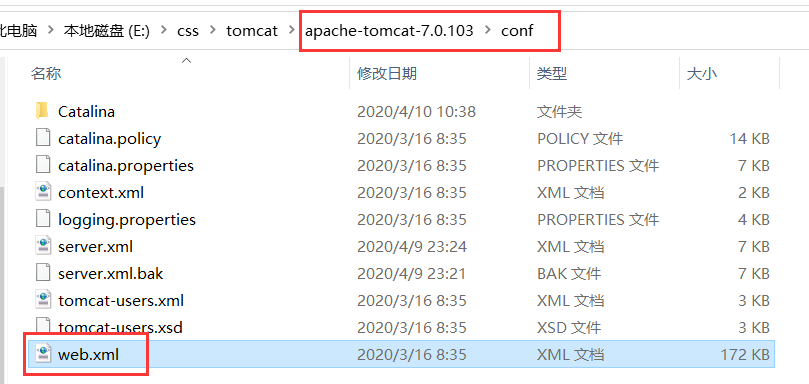 此电脑 > 本地磁盘 (E:) > css > tomcat > apache-tomcat-7.0.103 > conf
名称 修改日期 类型 大小
Catalina 2020/4/10 10:38 文件夹
catalina.policy 2020/3/16 8:35 POLICY 文件 14 KB
catalina.properties 2020/3/16 8:35 PROPERTIES 文件 7 KB
context.xml 2020/3/16 8:35 XML 文档 2 KB
logging.properties 2020/3/16 8:35 PROPERTIES 文件 4 KB
server.xml 2020/4/9 23:24 XML 文档 7 KB
server.xml.bak 2020/4/9 23:21 BAK 文件 7 KB
tomcat-users.xml 2020/3/16 8:35 XML 文档 3 KB
tomcat-users.xsd 2020/3/16 8:35 XSD 文件 3 KB
web.xml 2020/3/16 8:35 XML 文档 172 KB